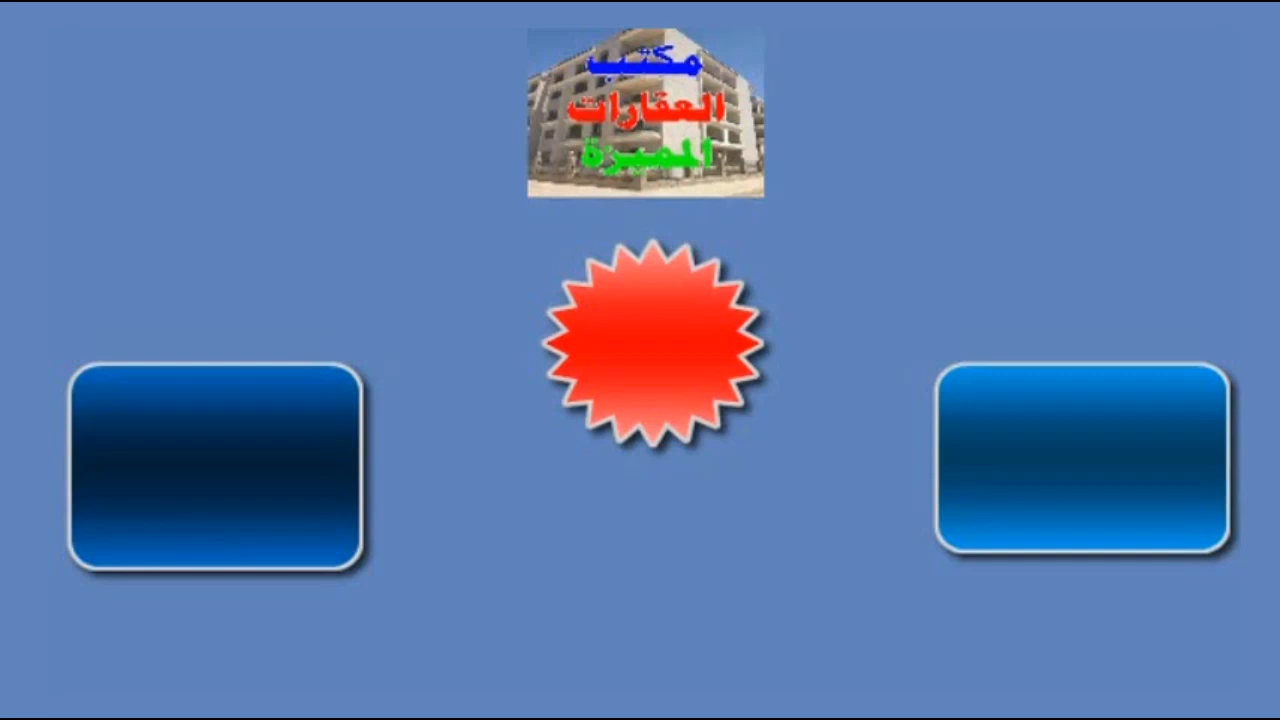 مكتب
العقارات
المميزة